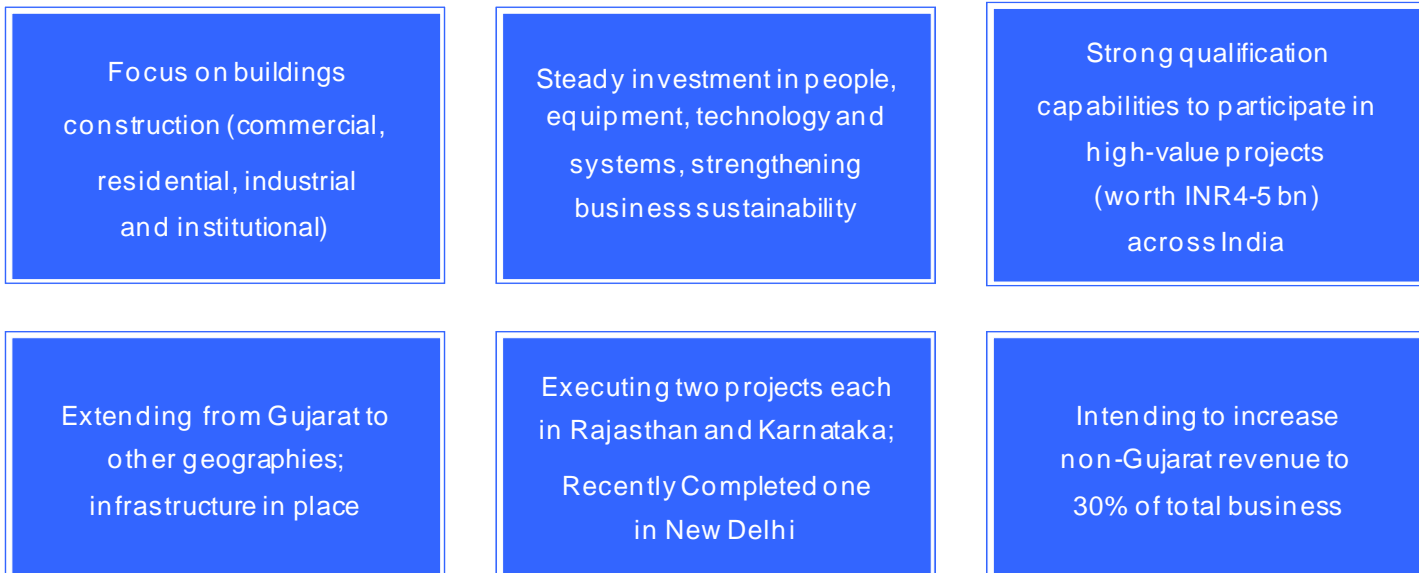 Focus on buildings
construction (commercial,
residential, industrial
and institutional)
Steady investment in people,
equipment, technology and
systems, strengthening
business sustainability
Strong qualification
capabilities to participate in
high-value projects
(worth INR4-5 bn)
across India
Extending from Gujarat to
other geographies;
infrastructure in place
Executing two projects each
in Rajasthan and Karnataka;
Recently Completed one
in New Delhi
Intending to increase
non-Gujarat revenue to
30% of total business